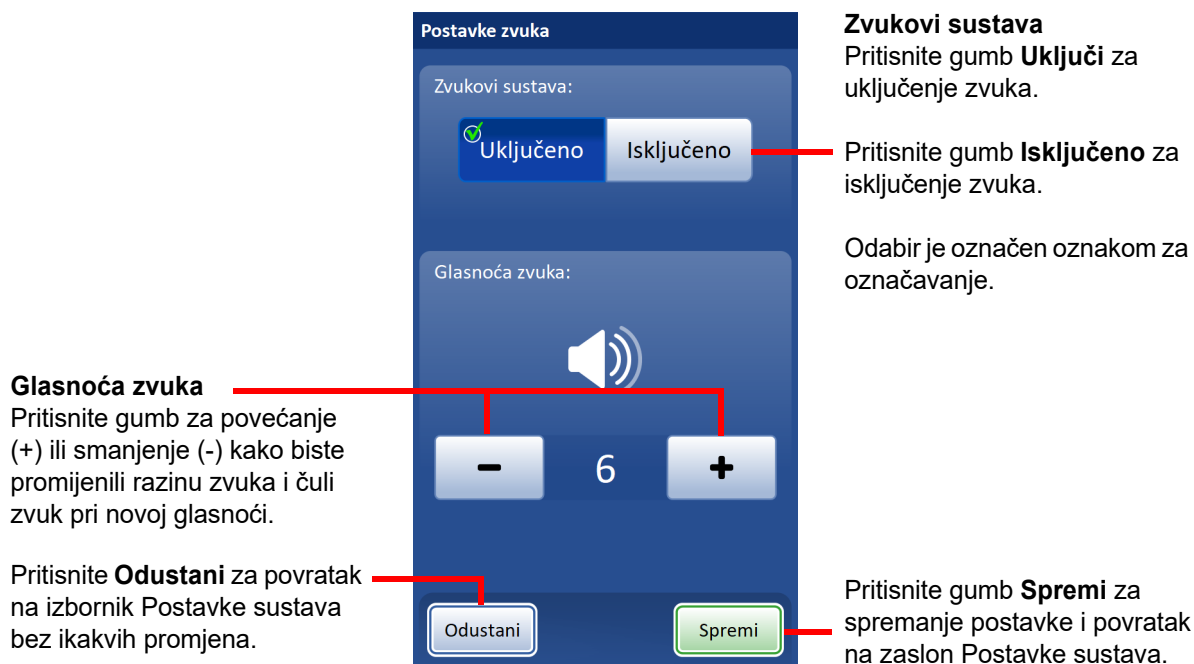 Postavke zvuka
Zvukovi sustava:
Uključeno
Isključeno
Glasnoća zvuka:
−
6
+
Odustani
Spremi
Zvukovi sustava
Pritisnite gumb Uključi za
uključenje zvuka.
Pritisnite gumb Isključeno za
isključenje zvuka.
Odabir je označen oznakom za
označavanje.
Glasnoća zvuka
Pritisnite gumb za povećanje
(+) ili smanjenje (-) kako biste
promijenili razinu zvuka i čuli
zvuk pri novoj glasnoći.
Pritisnite Odustani za povratak
na izbornik Postavke sustava
bez ikakvih promjena.
Pritisnite gumb Spremi za
spremanje postavke i povratak
na zaslon Postavke sustava.